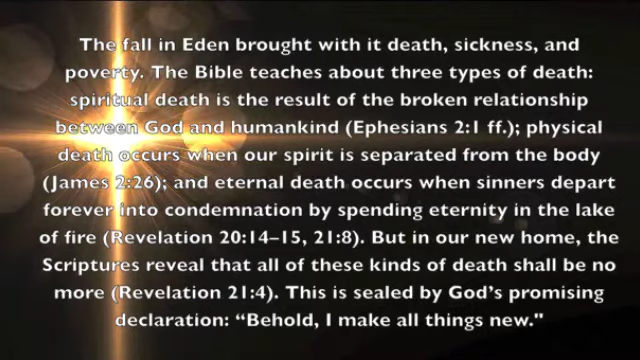 The fall in Eden brought with it death, sickness, and
poverty. The Bible teaches about three types of death:
spiritual death is the result of the broken relationship
between God and humankind (Ephesians 2:1 ff.); physical
death occurs when our spirit is separated from the body
(James 2:26); and eternal death occurs when sinners depart
forever into condemnation by spending eternity in the lake
of fire (Revelation 20:14–15, 21:8). But in our new home, the
Scriptures reveal that all of these kinds of death shall be no
more (Revelation 21:4). This is sealed by God’s promising
declaration: “Behold, I make all things new."